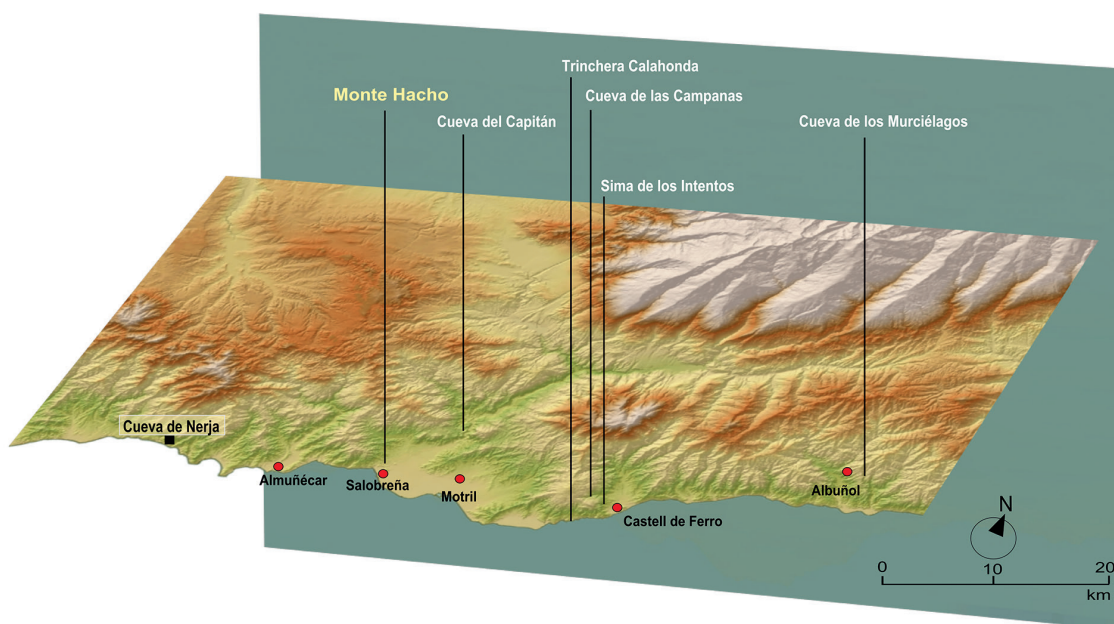 Trinchera Calahonda
Monte Hacho
Cueva de las Campanas
Cueva del Capitán
Cueva de los Murciélagos
Sima de los Intentos
Cueva de Nerja
Almuñécar
Salobreña
Motril
Castell de Ferro
Albuñol
N
0
10
20
km